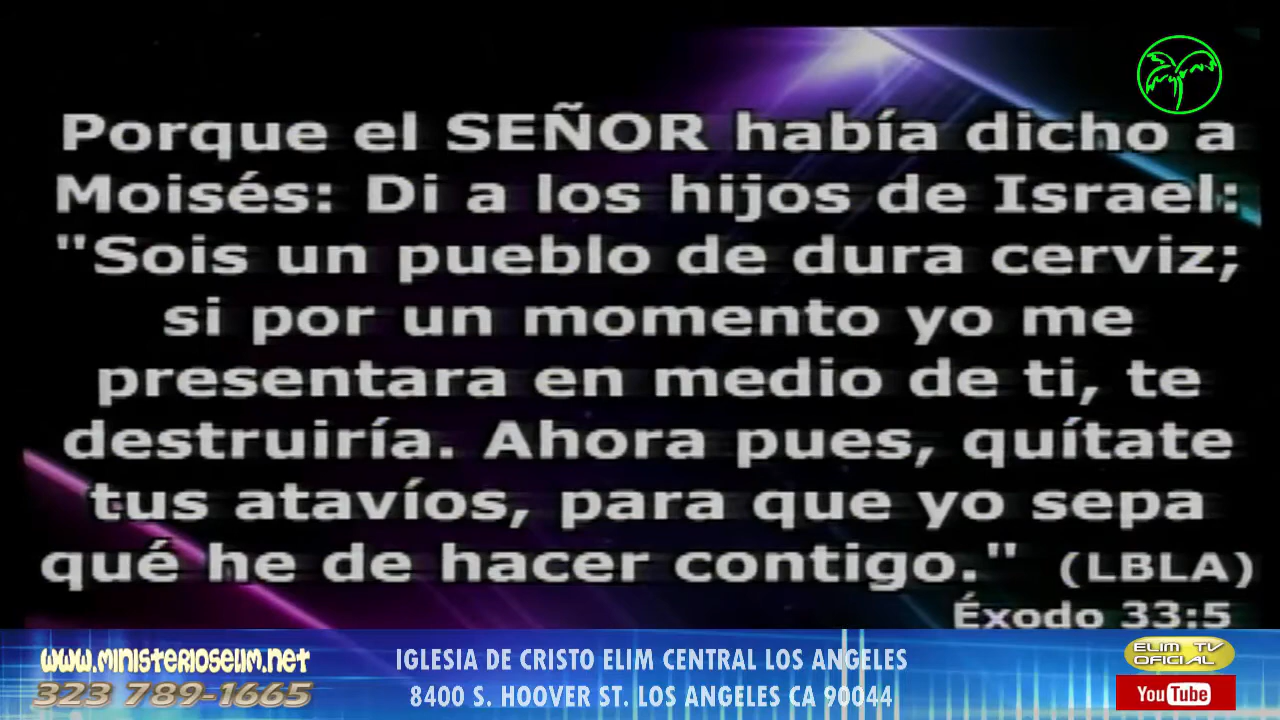 Porque el SEÑOR había dicho a
Moisés: Di a los hijos de Israel:
"Sois un pueblo de dura cerviz;
si por un momento yo me
presentara en medio de ti, te
destruiría. Ahora pues, quítate
tus atavíos, para que yo sepa
qué he de hacer contigo." (LBLA)
Éxodo 33:5
www.ministerioselim.net
323 789-1665
IGLESIA DE CRISTO ELIM CENTRAL LOS ANGELES
8400 S. HOOVER ST. LOS ANGELES CA 90044
ELIM TV
OFICIAL
YouTube